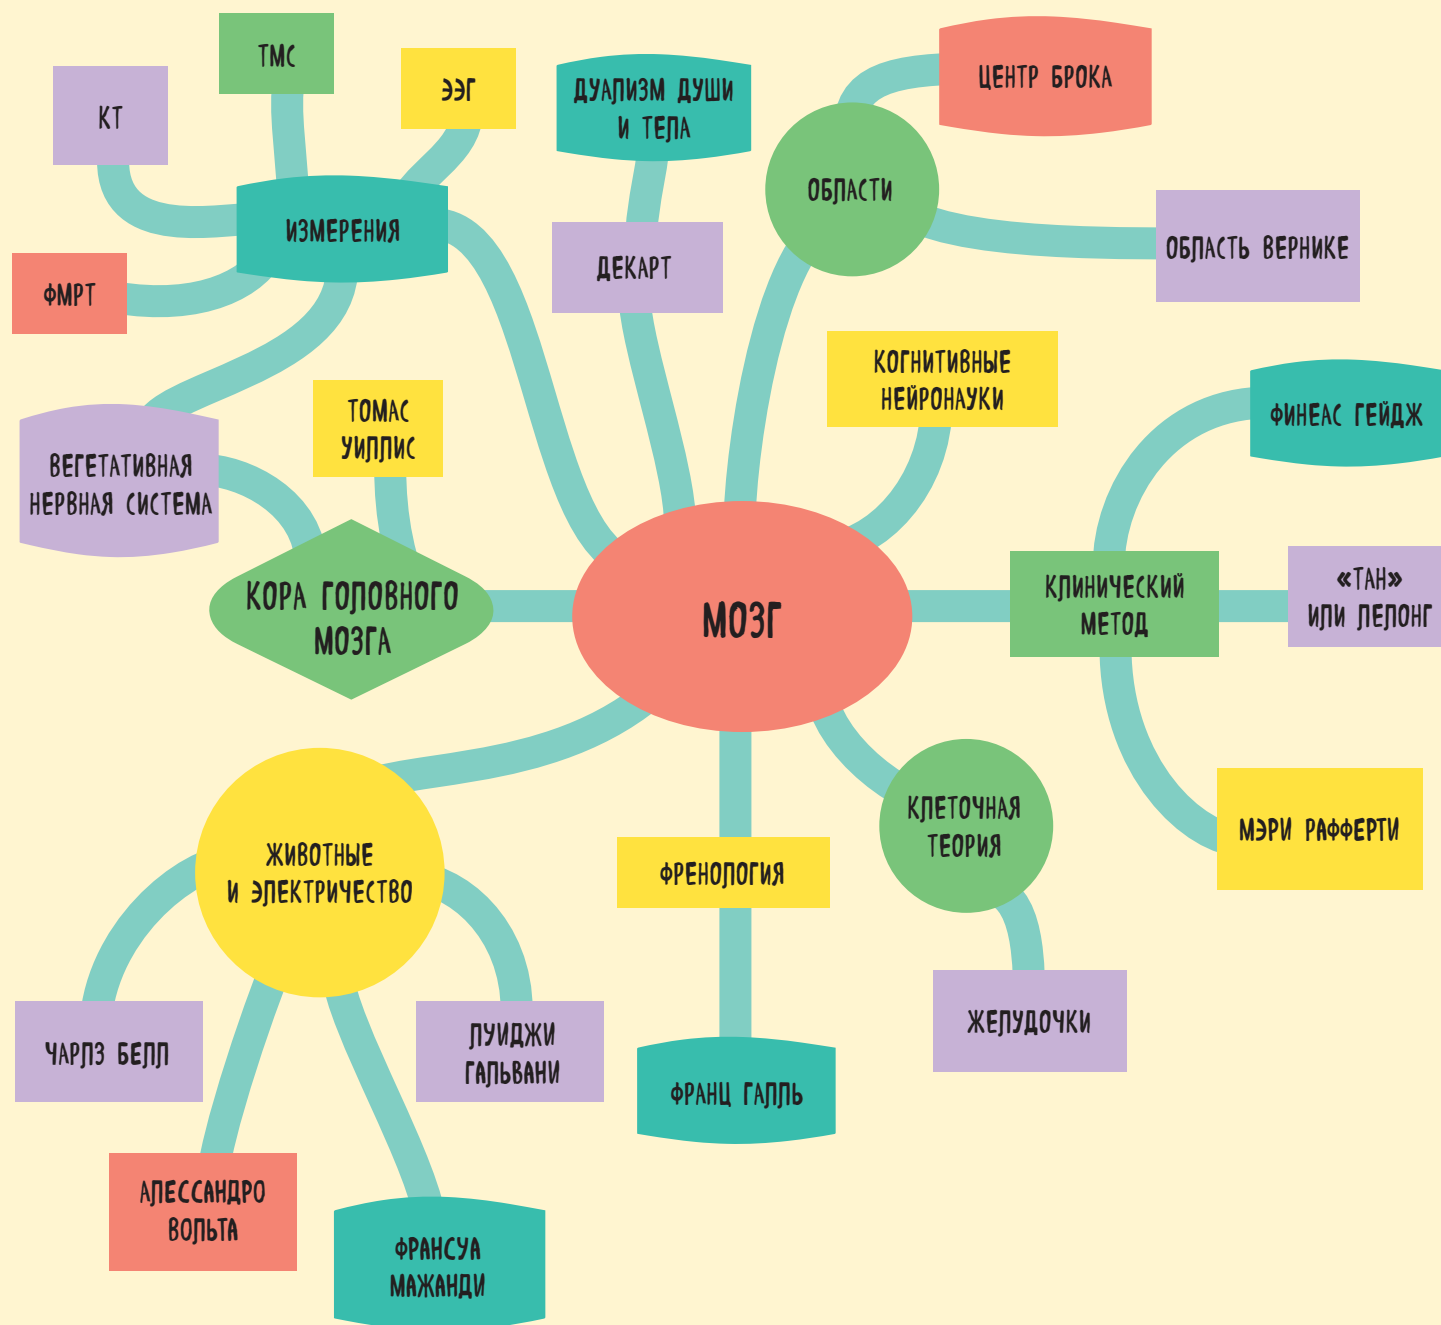 ТМС
ЭЭГ
КТ
ДУАЛИЗМ ДУШИ
И ТЕЛА
ЦЕНТР БРОКА
ОБЛАСТИ
ИЗМЕРЕНИЯ
ОБЛАСТЬ ВЕРНИКЕ
ДЕКАРТ
ФМРТ
КОГНИТИВНЫЕ
НЕЙРОНАУКИ
ТОМАС
УИЛЛИС
ФИНЕАС ГЕЙДЖ
ВЕГЕТАТИВНАЯ
НЕРВНАЯ СИСТЕМА
КОРА ГОЛОВНОГО
МОЗГА
МОЗГ
КЛИНИЧЕСКИЙ
МЕТОД
«ТАН»
ИЛИ ЛЕЛОНГ
КЛЕТОЧНАЯ
ТЕОРИЯ
МЭРИ РАФФЕРТИ
ЖИВОТНЫЕ
И ЭЛЕКТРИЧЕСТВО
ФРЕНОЛОГИЯ
ЖЕЛУДОЧКИ
ЧАРЛЗ БЕЛЛ
ЛУИДЖИ
ГАЛЬВАНИ
ФРАНЦ ГАЛЛЬ
АЛЕССАНДРО
ВОЛЬТА
ФРАНСУА
МАЖАНДИ